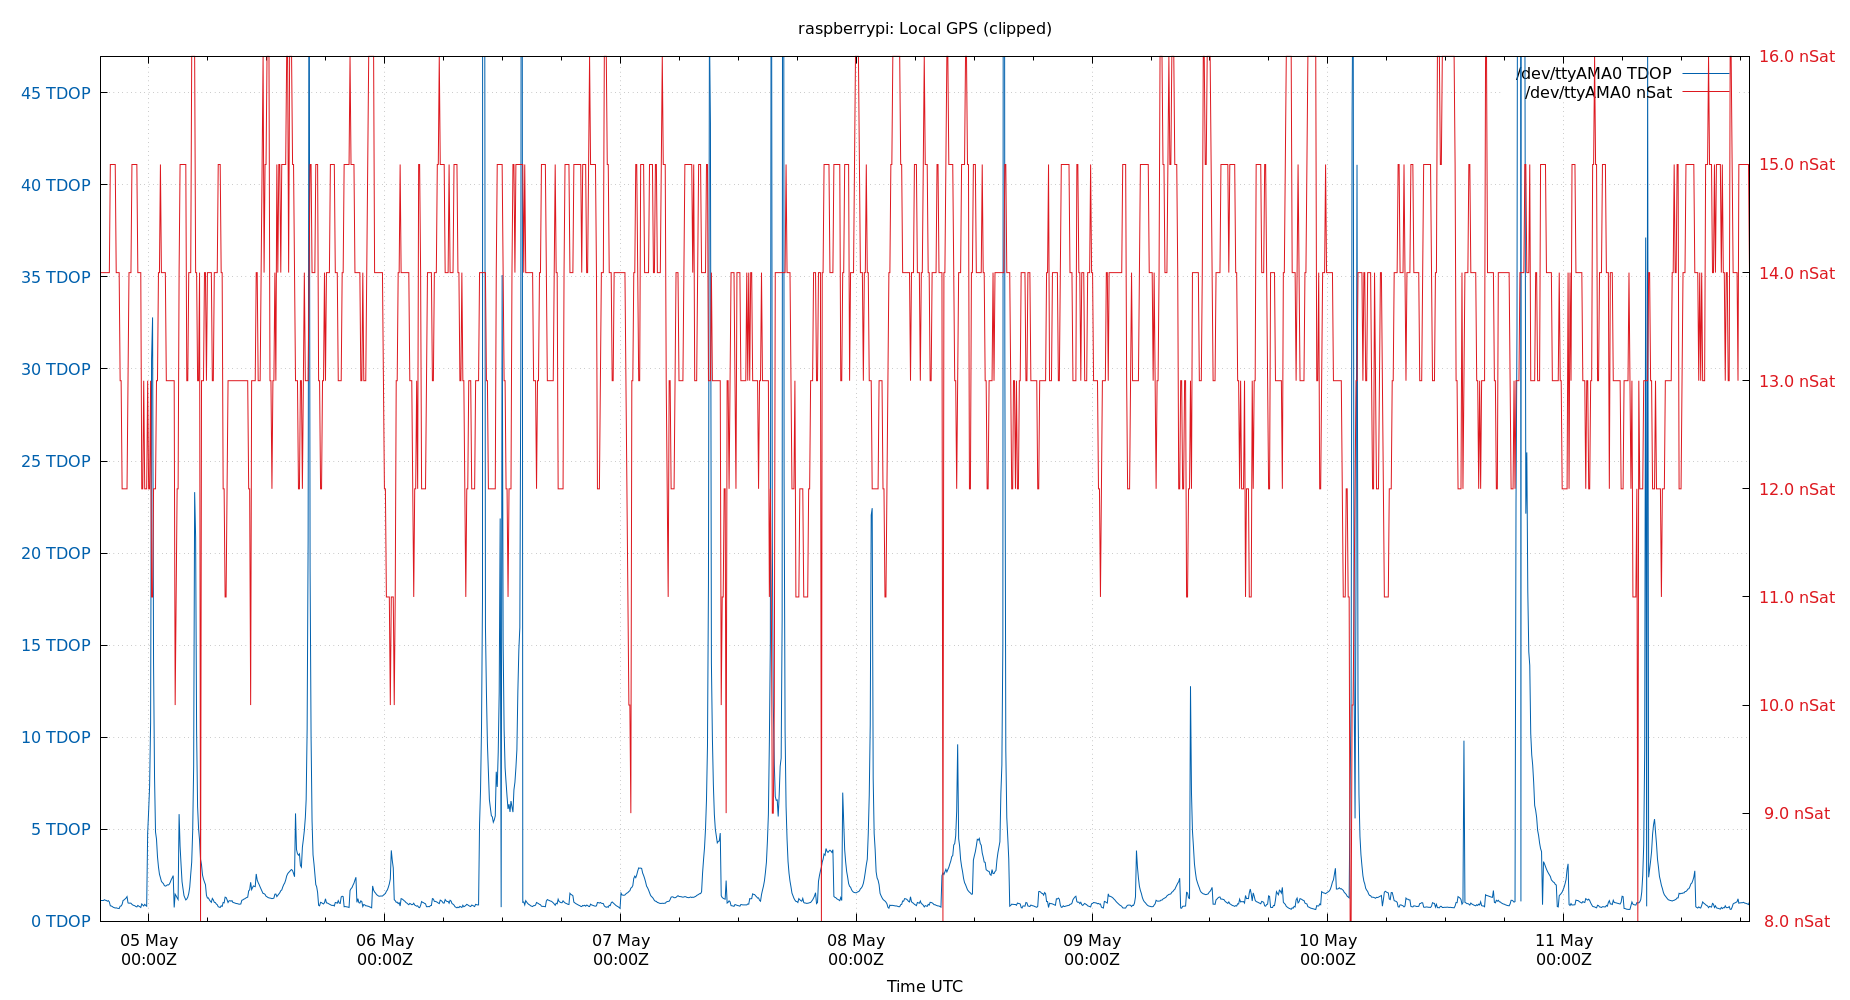 raspberrypi: Local GPS (clipped)
/dev/ttyAMA0 TDOP
/dev/ttyAMA0 nSat
45 TDOP
40 TDOP
35 TDOP
30 TDOP
25 TDOP
20 TDOP
15 TDOP
10 TDOP
5 TDOP
0 TDOP
16.0 nSat
15.0 nSat
14.0 nSat
13.0 nSat
12.0 nSat
11.0 nSat
10.0 nSat
9.0 nSat
8.0 nSat
05 May
00:00Z
06 May
00:00Z
07 May
00:00Z
08 May
00:00Z
09 May
00:00Z
10 May
00:00Z
11 May
00:00Z
Time UTC